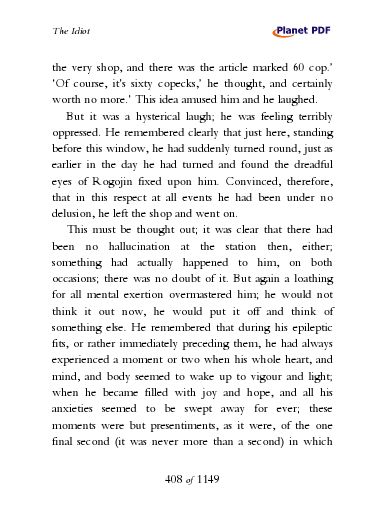 The Idiot
Planet PDF
the very shop, and there was the article marked 60 cop.'
'Of course, it's sixty copecks,' he thought, and certainly
worth no more.' This idea amused him and he laughed.
But it was a hysterical laugh; he was feeling terribly
oppressed. He remembered clearly that just here, standing
before this window, he had suddenly turned round, just as
earlier in the day he had turned and found the dreadful
eyes of Rogojin fixed upon him. Convinced, therefore,
that in this respect at all events he had been under no
delusion, he left the shop and went on.
This must be thought out; it was clear that there had
been no hallucination at the station then, either;
something had actually happened to him, on both
occasions; there was no doubt of it. But again a loathing
for all mental exertion overmastered him; he would not
think it out now, he would put it off and think of
something else. He remembered that during his epileptic
fits, or rather immediately preceding them, he had always
experienced a moment or two when his whole heart, and
mind, and body seemed to wake up to vigour and light;
when he became filled with joy and hope, and all his
anxieties seemed to be swept away for ever; these
moments were but presentiments, as it were, of the one
final second (it was never more than a second) in which
408 of 1149